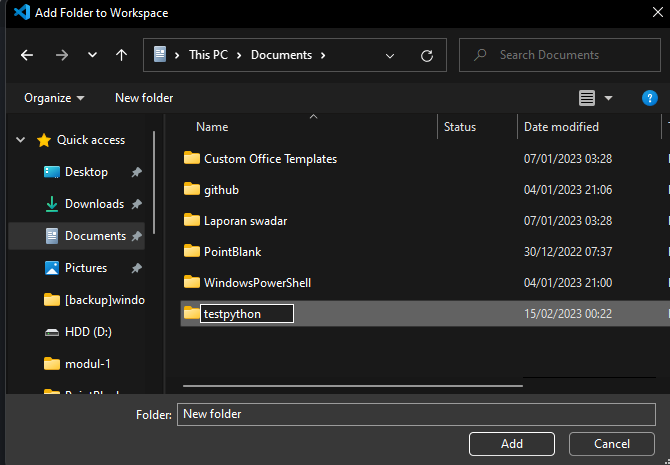 Add Folder to Workspace
This PC > Documents >
Search Documents
Organize
New folder
?
Name
Status
Date modified
Quick access
Desktop
Downloads
Documents
Pictures
[backup]windo
HDD (D:)
modul-1
Custom Office Templates 07/01/2023 03:28
github 04/01/2023 21:06
Laporan swadar 07/01/2023 03:28
PointBlank 30/12/2022 07:37
WindowsPowerShell 04/01/2023 21:00
testpython 15/02/2023 00:22
Folder: New folder
Add
Cancel